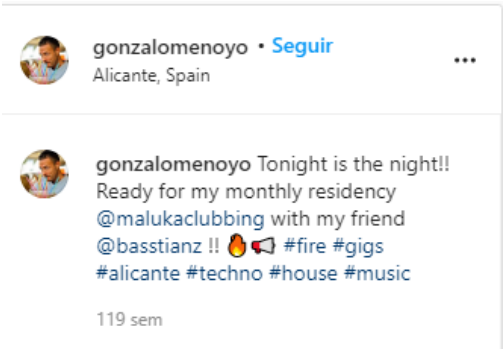 gonzalomenoyo • Seguir
Alicante, Spain
gonzalomenoyo Tonight is the night!!
Ready for my monthly residency
@malukaclubbing with my friend
@basstianz !! 🔥📢 #fire #gigs
#alicante #techno #house #music
119 sem